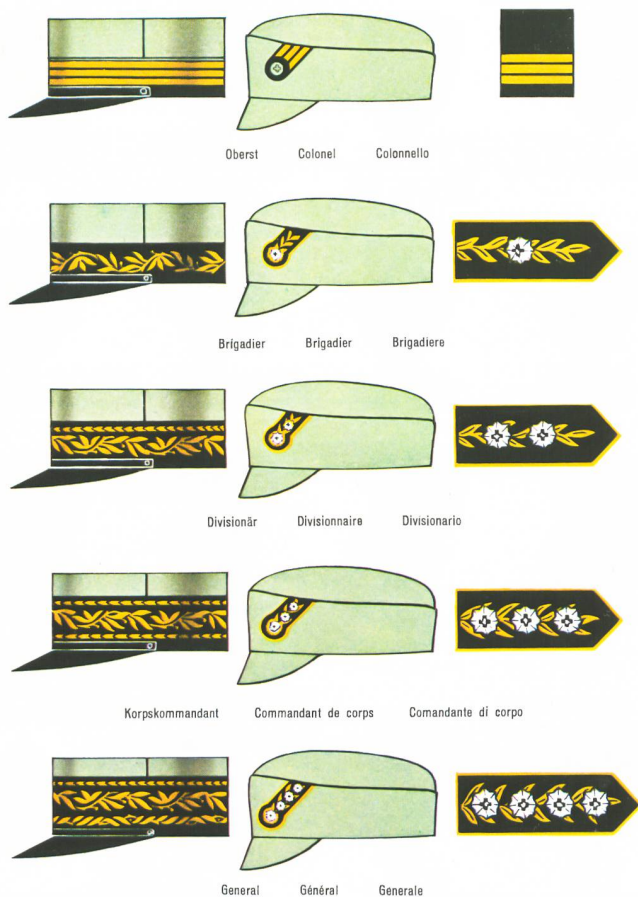 Oberst Colonel Colonnello
Brigadier Brigadier Brigadiere
Divisionär Divisionnaire Divisionario
Korpskommandant Commandant de corps Comandante di corpo
General Général Generale